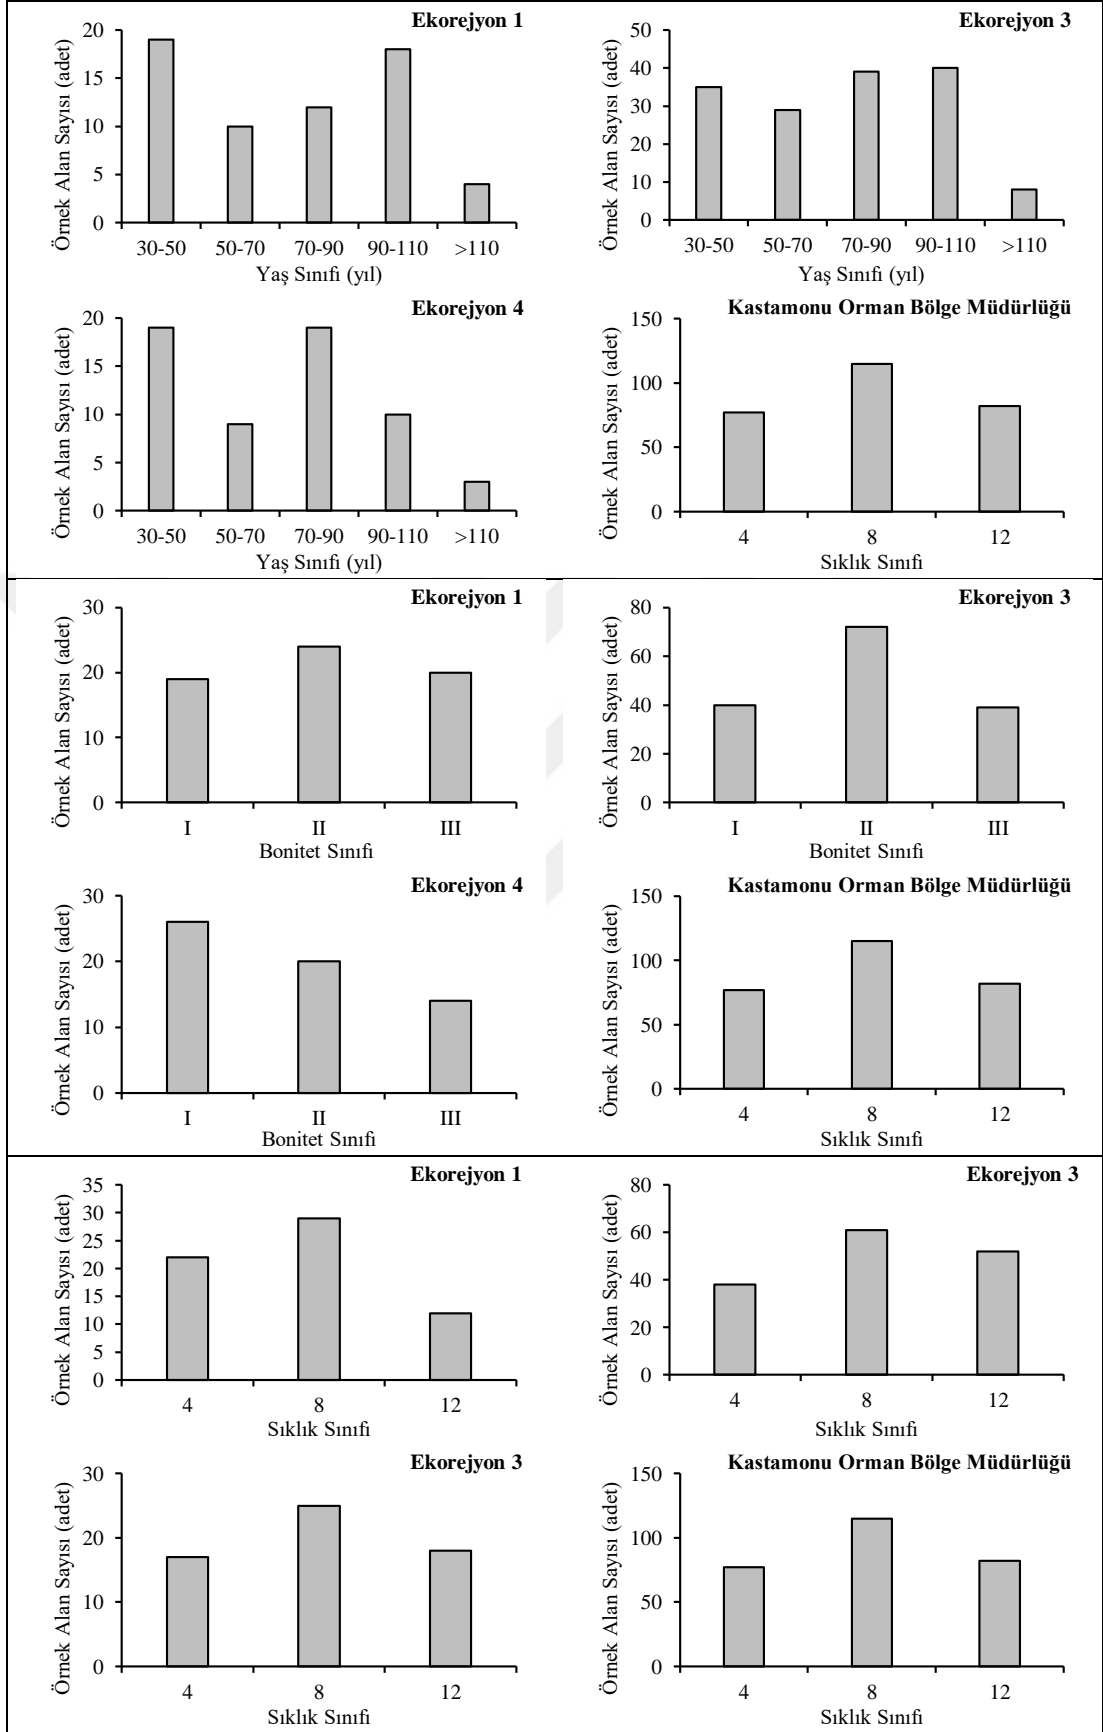 Ekorejyon 1
Örnek Alan Sayısı (adet)
20
15
10
5
0
30-50 50-70 70-90 90-110 >110
Yaş Sınıfı (yıl)
Ekorejyon 3
Örnek Alan Sayısı (adet)
50
40
30
20
10
0
30-50 50-70 70-90 90-110 >110
Yaş Sınıfı (yıl)
Ekorejyon 4
Örnek Alan Sayısı (adet)
20
15
10
5
0
30-50 50-70 70-90 90-110 >110
Yaş Sınıfı (yıl)
Kastamonu Orman Bölge Müdürlüğü
Örnek Alan Sayısı (adet)
150
100
50
0
4 8 12
Sıklık Sınıfı
Ekorejyon 1
Örnek Alan Sayısı (adet)
30
20
10
0
I II III
Bonitet Sınıfı
Ekorejyon 3
Örnek Alan Sayısı (adet)
80
60
40
20
0
I II III
Bonitet Sınıfı
Ekorejyon 4
Örnek Alan Sayısı (adet)
30
20
10
0
I II III
Bonitet Sınıfı
Kastamonu Orman Bölge Müdürlüğü
Örnek Alan Sayısı (adet)
150
100
50
0
4 8 12
Sıklık Sınıfı
Ekorejyon 1
Örnek Alan Sayısı (adet)
35
30
25
20
15
10
5
0
4 8 12
Sıklık Sınıfı
Ekorejyon 3
Örnek Alan Sayısı (adet)
80
60
40
20
0
4 8 12
Sıklık Sınıfı
Ekorejyon 3
Örnek Alan Sayısı (adet)
30
20
10
0
4 8 12
Sıklık Sınıfı
Kastamonu Orman Bölge Müdürlüğü
Örnek Alan Sayısı (adet)
150
100
50
0
4 8 12
Sıklık Sınıfı